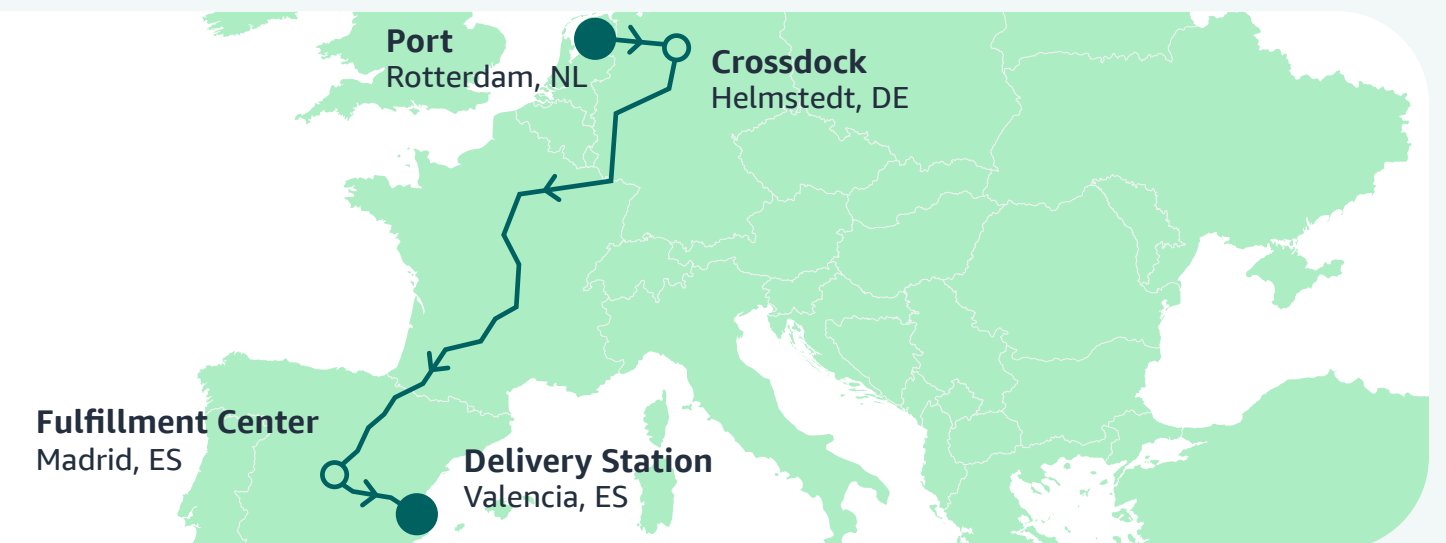 Port
Rotterdam, NL
Crossdock
Helmstedt, DE
Fulfillment Center
Madrid, ES
Delivery Station
Valencia, ES